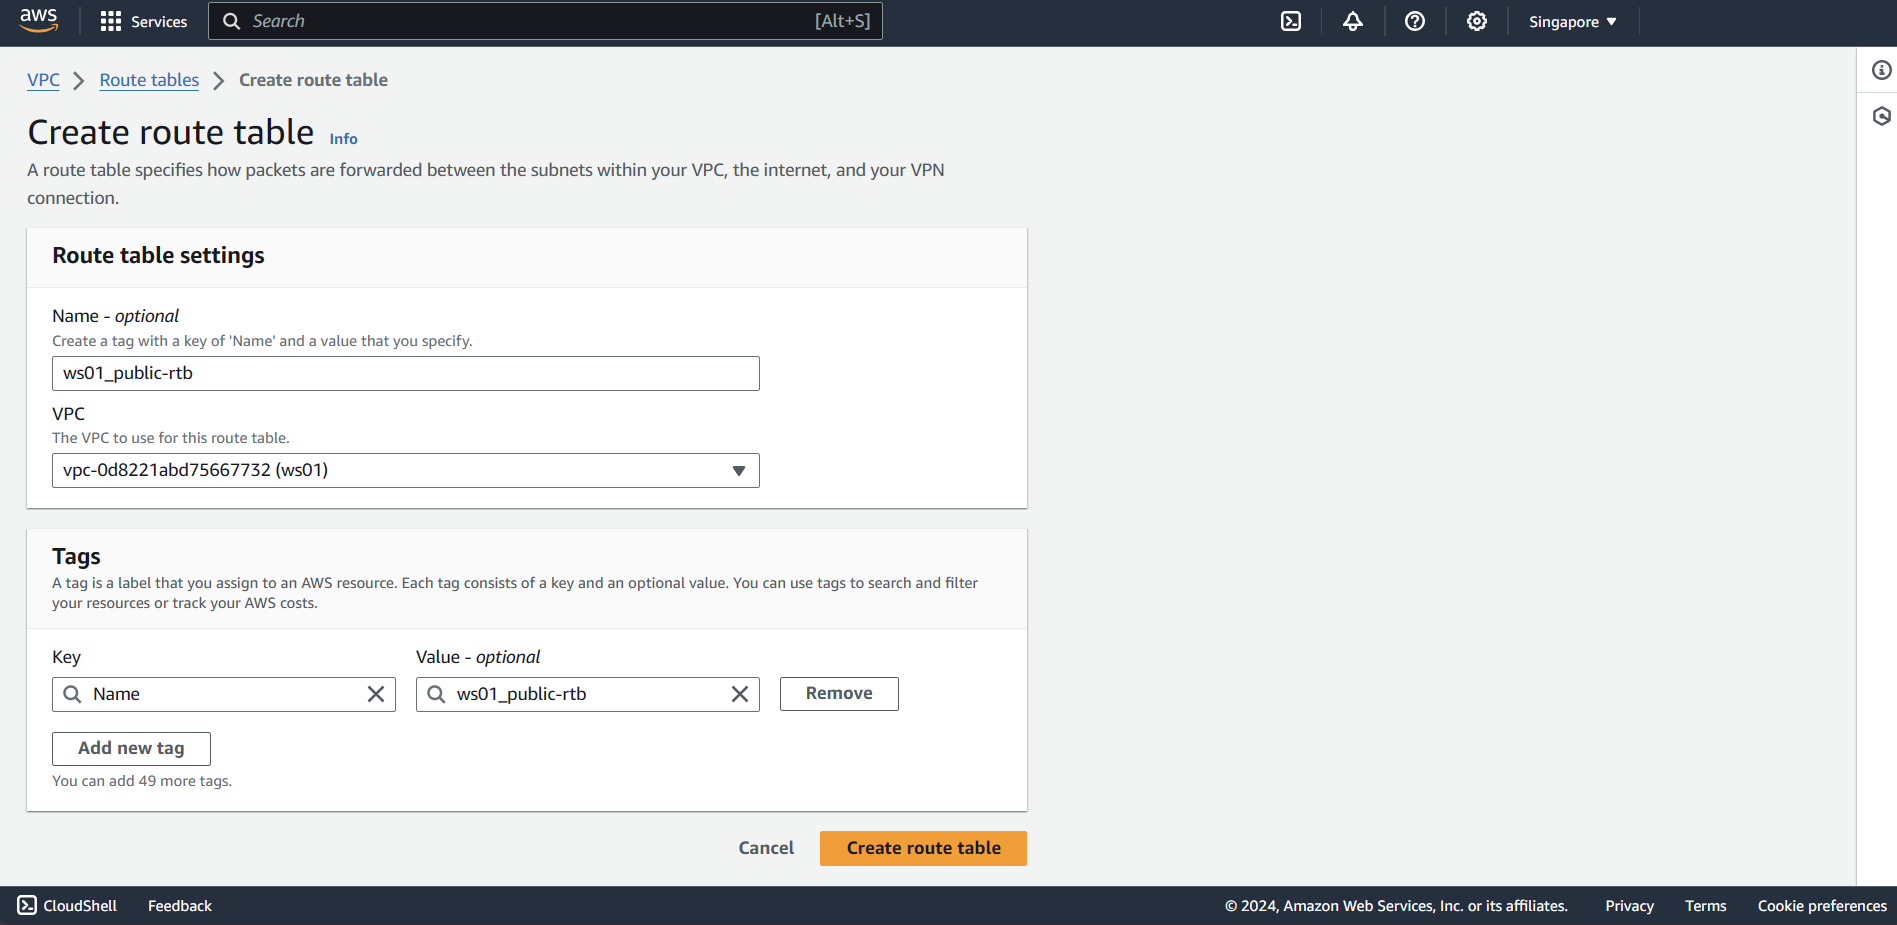 aws
Services
Search
[Alt+S]
Singapore
VPC
Route tables
Create route table
Create route table
Info
A route table specifies how packets are forwarded between the subnets within your VPC, the internet, and your VPN
connection.
Route table settings
Name - optional
Create a tag with a key of 'Name' and a value that you specify.
ws01_public-rtb
VPC
The VPC to use for this route table.
vpc-0d8221abd75667732 (ws01)
Tags
A tag is a label that you assign to an AWS resource. Each tag consists of a key and an optional value. You can use tags to search and filter
your resources or track your AWS costs.
Key
Value - optional
Name
ws01_public-rtb
Remove
Add new tag
You can add 49 more tags.
Cancel
Create route table
CloudShell
Feedback
© 2024, Amazon Web Services, Inc. or its affiliates.
Privacy
Terms
Cookie preferences